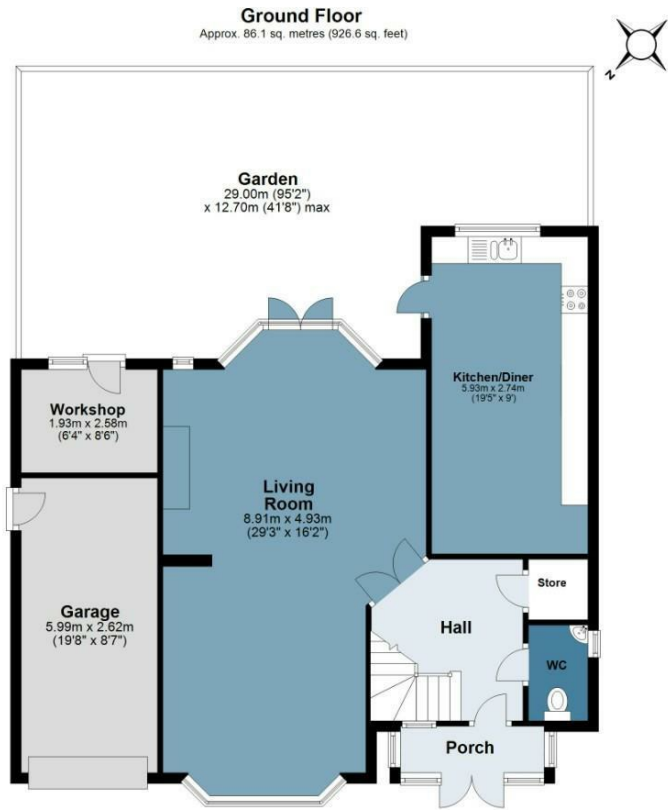 Ground Floor
Approx. 86.1 sq. metres (926.6 sq. feet)
N
Garden
29.00m (95'2")
x 12.70m (41'8") max
Kitchen/Diner
5.93m x 2.74m
(19'5" x 9')
Workshop
1.93m x 2.58m
(6'4" x 8'6")
Living
Room
8.91m x 4.93m
(29'3" x 16'2")
Store
Garage
5.99m x 2.62m
(19'8" x 8'7")
Hall
WC
Porch